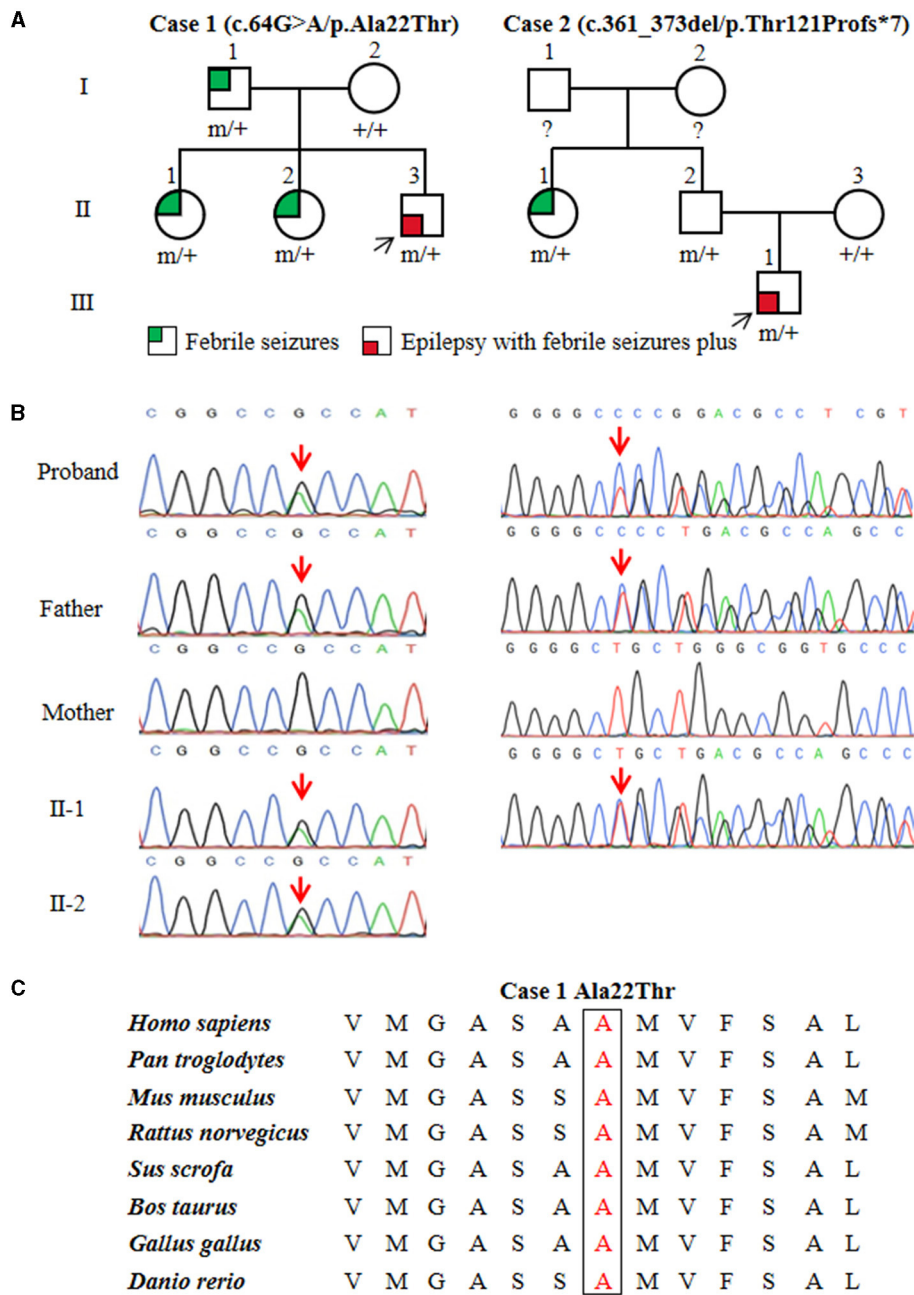 A
Case 1 (c.64G>A/p.Ala22Thr) Case 2 (c.361_373del/p.Thr121Profs*7)
1 2 1 2
I
m/+ +/+ ? ?
1 2 3 1 2 3
II
m/+ m/+ m/+ m/+ m/+ +/+
1
III
m/+
Febrile seizures Epilepsy with febrile seizures plus
B
C G G C C G C C A T G G G G C C C C G G A C G C C T C G T
Proband
C G G C C G C C A T G G G G C C C C T G A C G C C A G C C
Father
C G G C C G C C A T G G G G C T G C T G G G C G G T G C C C
Mother
C G G C C G C C A T G G G G C T G C T G A C G C C A G C C C
II-1
C G G C C G C C A T
II-2
C
Case 1 Ala22Thr
Homo sapiens V M G A S A A M V F S A L
Pan troglodytes V M G A S A A M V F S A L
Mus musculus V M G A S S A M V F S A M
Rattus norvegicus V M G A S S A M V F S A M
Sus scrofa V M G A S A A M V F S A L
Bos taurus V M G A S A A M V F S A L
Gallus gallus V M G A S A A M V F S A L
Danio rerio V M G A S S A M V F S A L